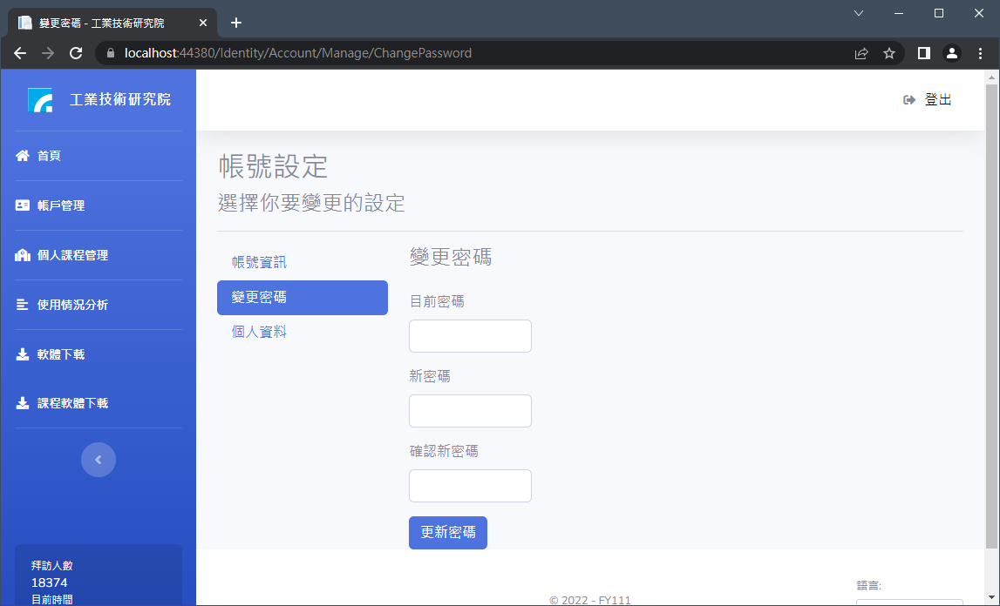 變更密碼 - 工業技術研究院
localhost:44380/Identity/Account/Manage/ChangePassword
工業技術研究院
登出
首頁
帳戶管理
個人課程管理
使用情況分析
軟體下載
課程軟體下載
拜訪人數
18374
目前時間
帳號設定
選擇你要變更的設定
帳號資訊
變更密碼
個人資料
變更密碼
目前密碼
新密碼
確認新密碼
更新密碼
語言:
© 2022 - FY111